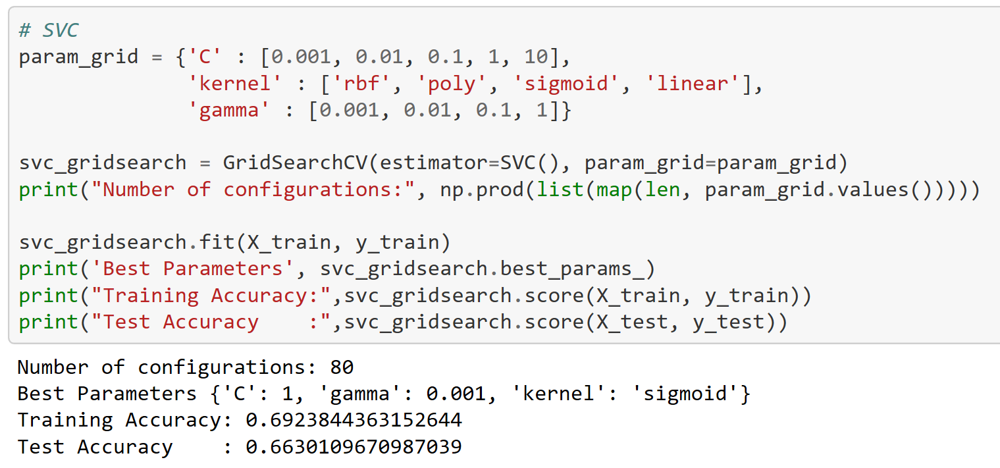 # SVC
param_grid = {'C' : [0.001, 0.01, 0.1, 1, 10],
              'kernel' : ['rbf', 'poly', 'sigmoid', 'linear'],
              'gamma' : [0.001, 0.01, 0.1, 1]}

svc_gridsearch = GridSearchCV(estimator=SVC(), param_grid=param_grid)
print("Number of configurations:", np.prod(list(map(len, param_grid.values()))))

svc_gridsearch.fit(X_train, y_train)
print('Best Parameters', svc_gridsearch.best_params_)
print("Training Accuracy:",svc_gridsearch.score(X_train, y_train))
print("Test Accuracy    :",svc_gridsearch.score(X_test, y_test))
Number of configurations: 80
Best Parameters {'C': 1, 'gamma': 0.001, 'kernel': 'sigmoid'}
Training Accuracy: 0.6923844363152644
Test Accuracy    : 0.6630109670987039